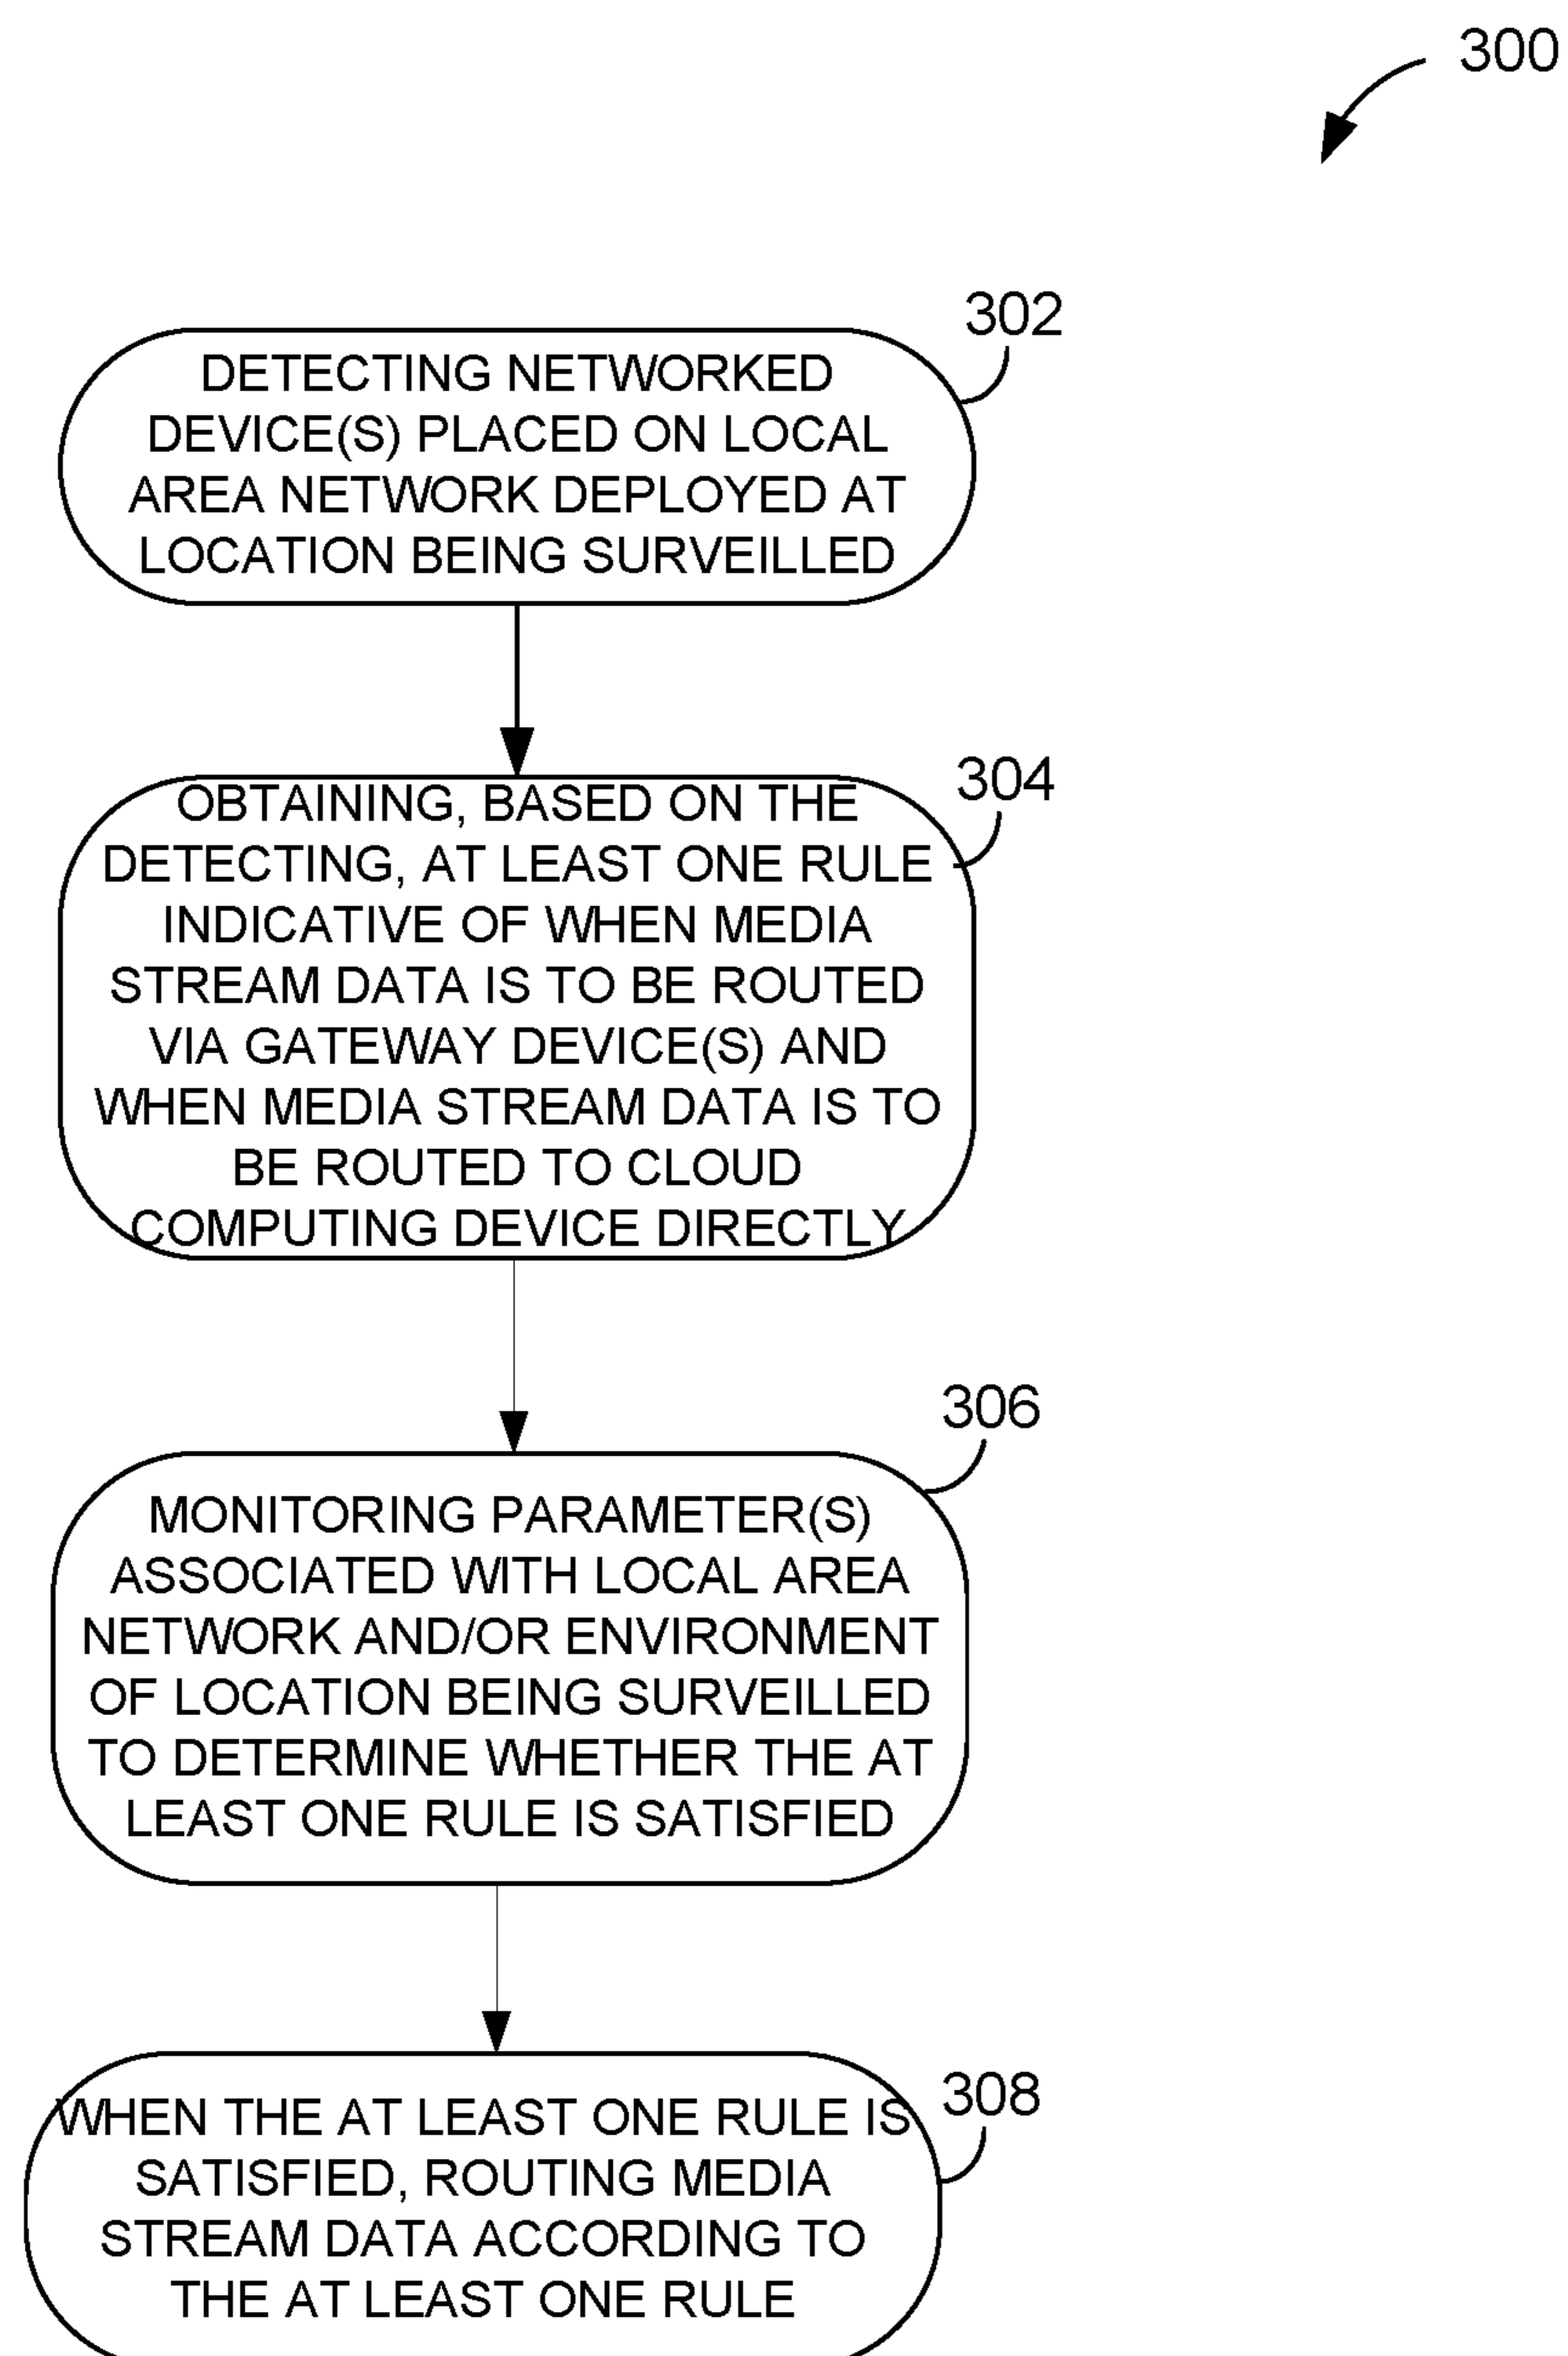 300
302
DETECTING NETWORKED
DEVICE(S) PLACED ON LOCAL
AREA NETWORK DEPLOYED AT
LOCATION BEING SURVEILLED
304
OBTAINING, BASED ON THE
DETECTING, AT LEAST ONE RULE
INDICATIVE OF WHEN MEDIA
STREAM DATA IS TO BE ROUTED
VIA GATEWAY DEVICE(S) AND
WHEN MEDIA STREAM DATA IS TO
BE ROUTED TO CLOUD
COMPUTING DEVICE DIRECTLY
306
MONITORING PARAMETER(S)
ASSOCIATED WITH LOCAL AREA
NETWORK AND/OR ENVIRONMENT
OF LOCATION BEING SURVEILLED
TO DETERMINE WHETHER THE AT
LEAST ONE RULE IS SATISFIED
308
WHEN THE AT LEAST ONE RULE IS
SATISFIED, ROUTING MEDIA
STREAM DATA ACCORDING TO
THE AT LEAST ONE RULE